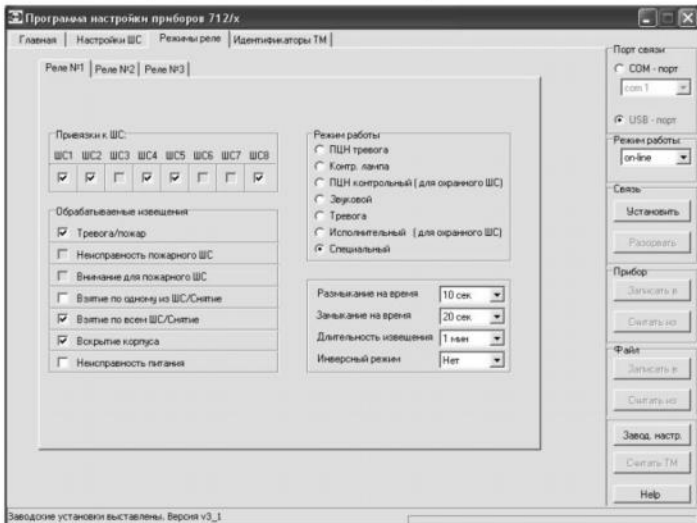 Программа настройки приборов 712/x
Главная Настройки ШС Режимы реле Идентификаторы ТМ
Реле №1 Реле №2 Реле №3
Привязки к ШС:
ШС1 ШС2 ШС3 ШС4 ШС5 ШС6 ШС7 ШС8
Обрабатываемые извещения
Тревога/пожар
Неисправность пожарного ШС
Внимание для пожарного ШС
Взятие по одному из ШС/Снятие
Взятие по всем ШС/Снятие
Вскрытие корпуса
Неисправность питания
Режим работы
ПЦН тревога
Контр. лампа
ПЦН контрольный ( для охранного ШС)
Звуковой
Тревога
Исполнительный ( для охранного ШС)
Специальный
Размыкание на время 10 сек
Замыкание на время 20 сек
Длительность извещения 1 мин
Инверсный режим Нет
Порт связи
COM - порт
com 1
USB - порт
Режим работы
on-line
Связь
Установить
Разорвать
Прибор
Записать в
Считать из
Файл
Записать в
Считать из
Завод. настр.
Считать ТМ
Help
Заводские установки выставлены. Версия v3_1